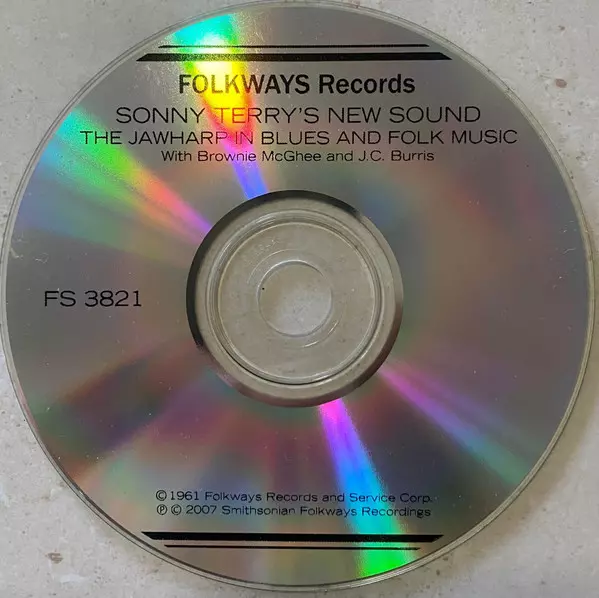 FOLKWAYS Records
SONNY TERRY'S NEW SOUND
THE JAWHARP IN BLUES AND FOLK MUSIC
With Brownie McGhee and J.C. Burris
FS 3821
© 1961 Folkways Records and Service Corp.
℗ © 2007 Smithsonian Folkways Recordings